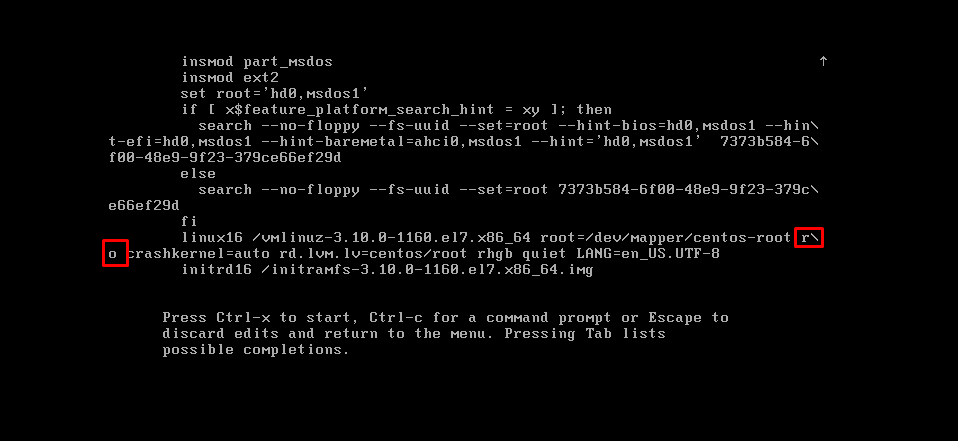 insmod part_msdos
insmod ext2
set root='hd0,msdos1'
if [ x$feature_platform_search_hint = xy ]; then
search --no-floppy --fs-uuid --set=root --hint-bios=hd0,msdos1 --hin\
t-efi=hd0,msdos1 --hint-baremetal=ahci0,msdos1 --hint='hd0,msdos1'  7373b584-6\
f00-48e9-9f23-379ce66ef29d
else
search --no-floppy --fs-uuid --set=root 7373b584-6f00-48e9-9f23-379c\
e66ef29d
fi
linux16 /vmlinuz-3.10.0-1160.el7.x86_64 root=/dev/mapper/centos-root r\
o crashkernel=auto rd.lvm.lv=centos/root rhgb quiet LANG=en_US.UTF-8
initrd16 /initramfs-3.10.0-1160.el7.x86_64.img
Press Ctrl-x to start, Ctrl-c for a command prompt or Escape to
discard edits and return to the menu. Pressing Tab lists
possible completions.